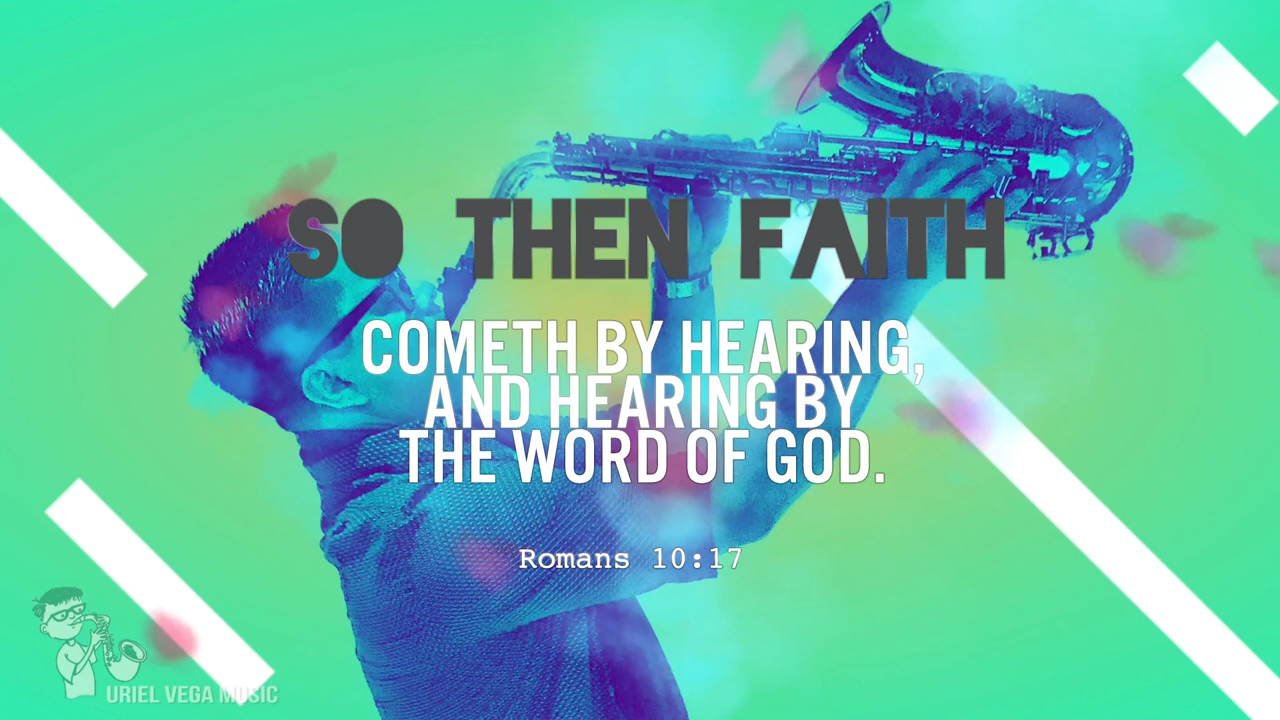 SO THEN FAITH
COMETH BY HEARING,
AND HEARING BY
THE WORD OF GOD.
Romans 10:17
URIEL VEGA MUSIC